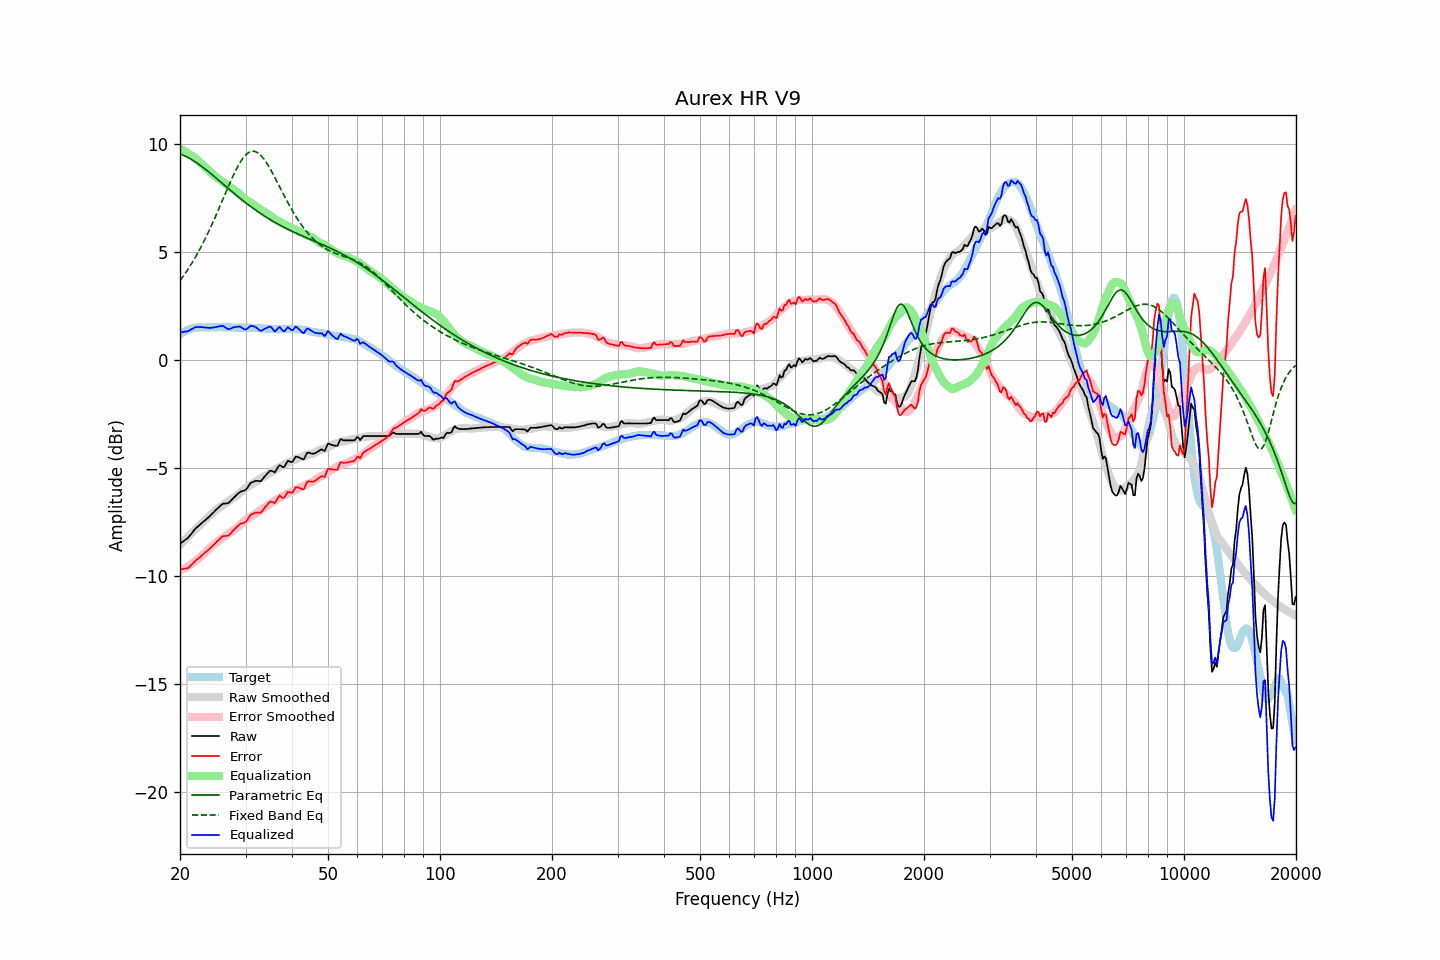 Aurex HR V9
10
5
0
−5
−10
−15
−20
Amplitude (dBr)
Target
Raw Smoothed
Error Smoothed
Raw
Error
Equalization
Parametric Eq
Fixed Band Eq
Equalized
20 50 100 200 500 1000 2000 5000 10000 20000
Frequency (Hz)